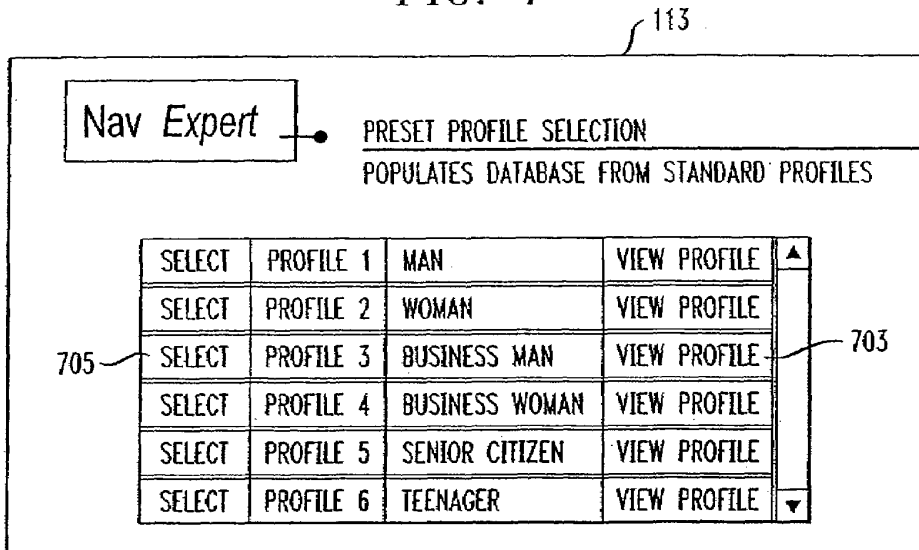 113
Nav Expert
PRESET PROFILE SELECTION
POPULATES DATABASE FROM STANDARD PROFILES
SELECT PROFILE 1 MAN VIEW PROFILE
SELECT PROFILE 2 WOMAN VIEW PROFILE
705 SELECT PROFILE 3 BUSINESS MAN VIEW PROFILE 703
SELECT PROFILE 4 BUSINESS WOMAN VIEW PROFILE
SELECT PROFILE 5 SENIOR CITIZEN VIEW PROFILE
SELECT PROFILE 6 TEENAGER VIEW PROFILE